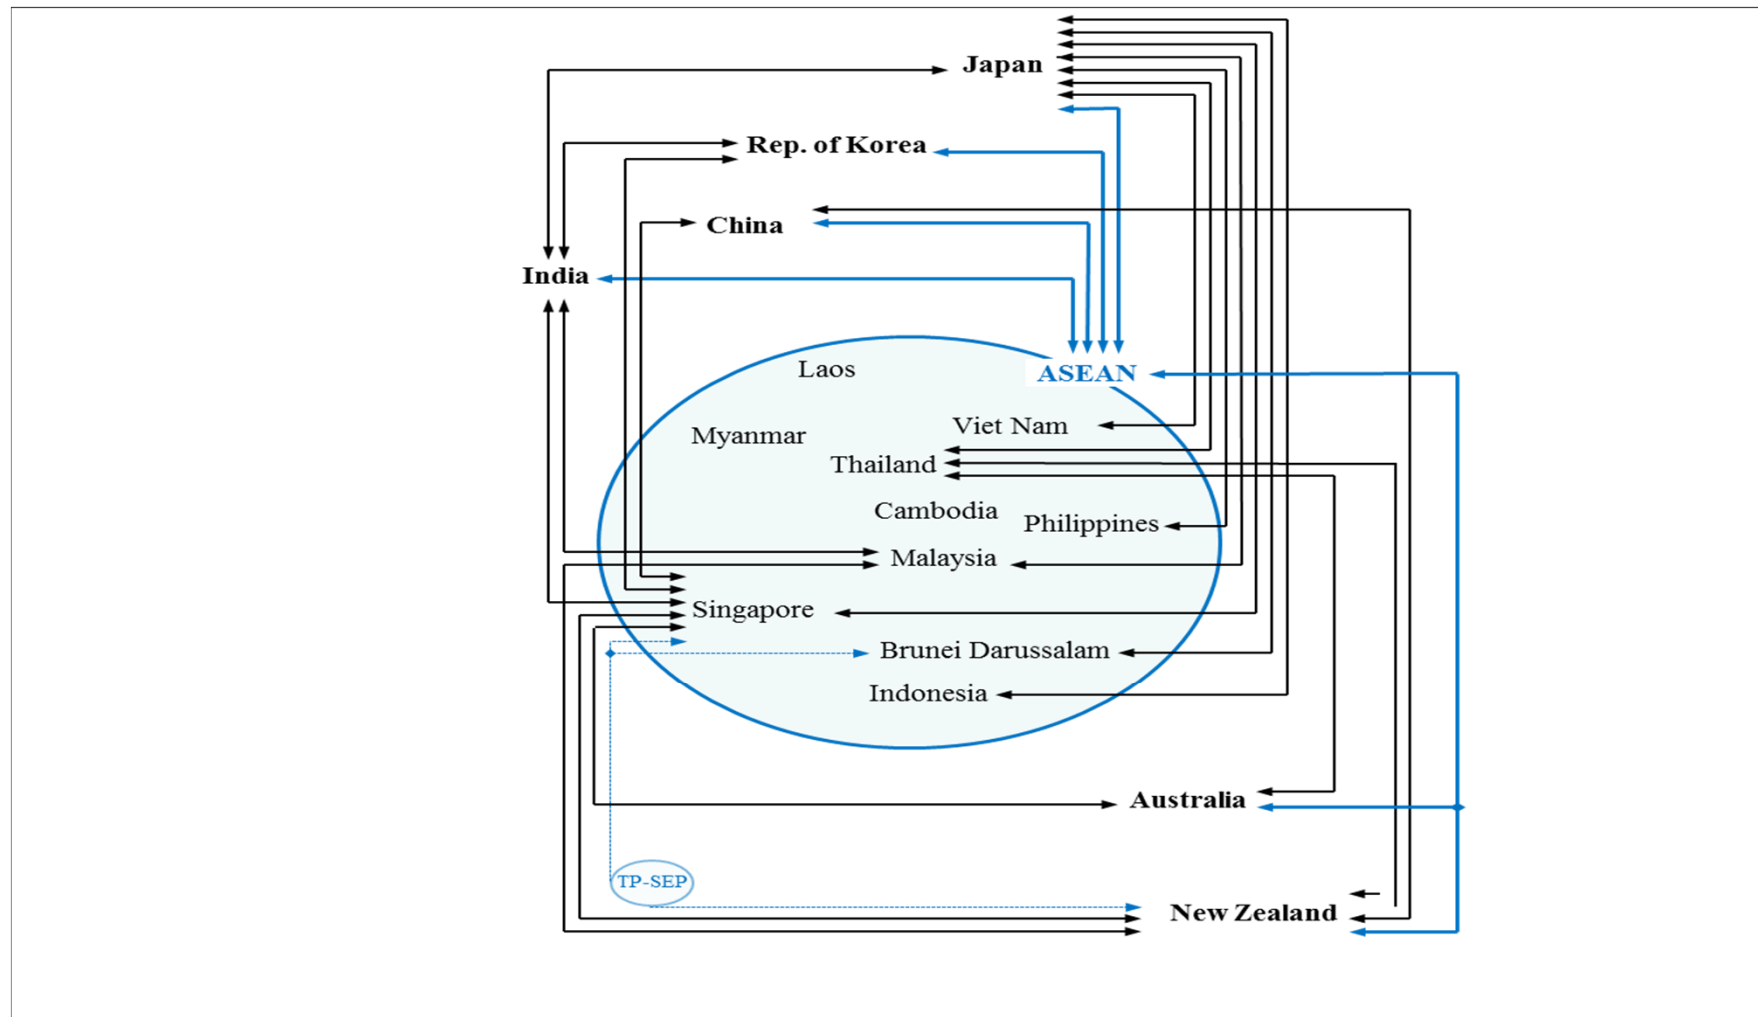 Japan
Rep. of Korea
China
India
Laos
ASEAN
Viet Nam
Myanmar
Thailand
Cambodia
Philippines
Malaysia
Singapore
Brunei Darussalam
Indonesia
Australia
TP-SEP
New Zealand